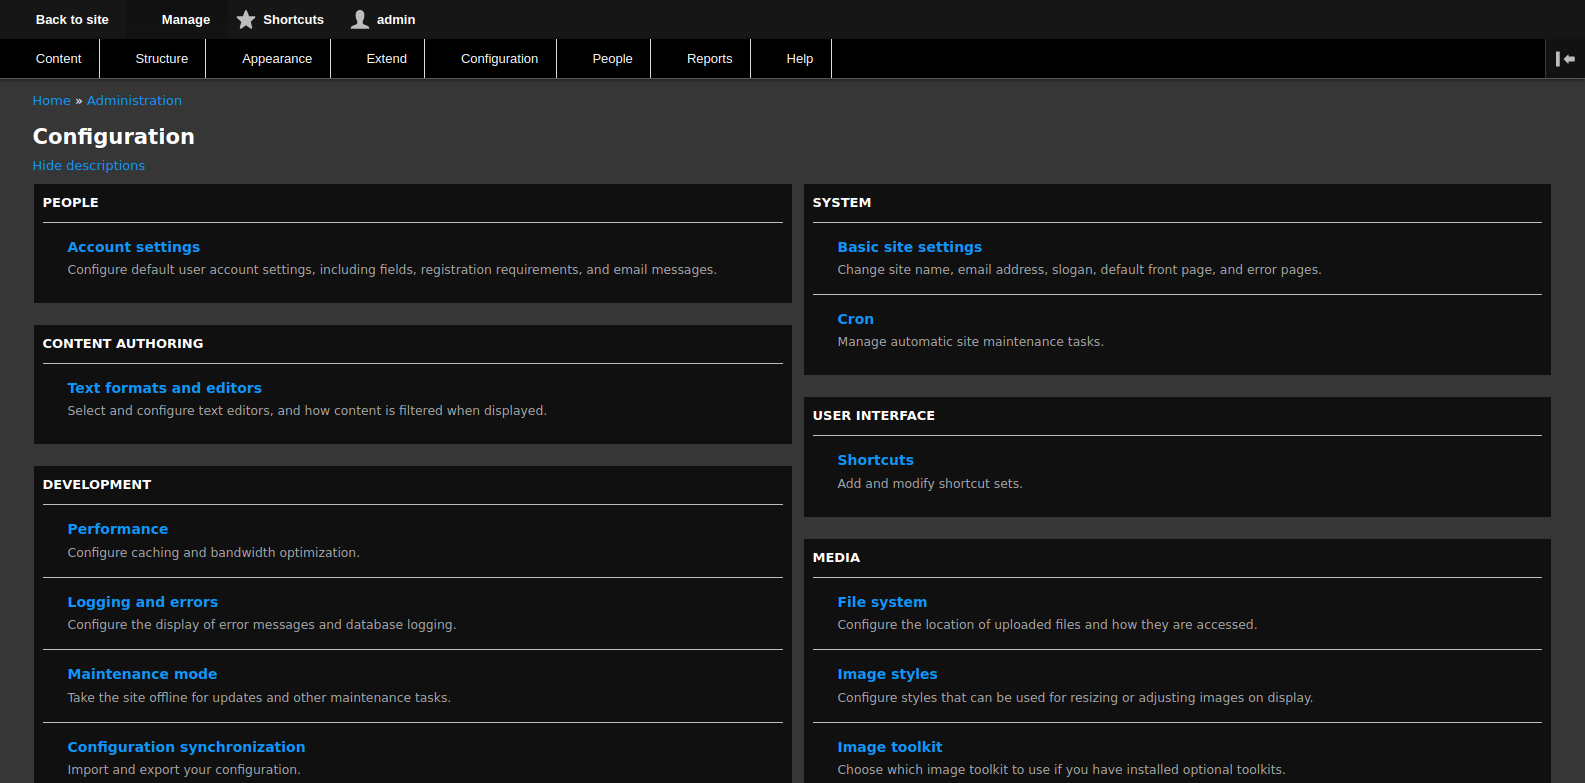 Back to site Manage Shortcuts admin
Content Structure Appearance Extend Configuration People Reports Help
Home » Administration
Configuration
Hide descriptions
PEOPLE
Account settings
Configure default user account settings, including fields, registration requirements, and email messages.
CONTENT AUTHORING
Text formats and editors
Select and configure text editors, and how content is filtered when displayed.
DEVELOPMENT
Performance
Configure caching and bandwidth optimization.
Logging and errors
Configure the display of error messages and database logging.
Maintenance mode
Take the site offline for updates and other maintenance tasks.
Configuration synchronization
Import and export your configuration.
SYSTEM
Basic site settings
Change site name, email address, slogan, default front page, and error pages.
Cron
Manage automatic site maintenance tasks.
USER INTERFACE
Shortcuts
Add and modify shortcut sets.
MEDIA
File system
Configure the location of uploaded files and how they are accessed.
Image styles
Configure styles that can be used for resizing or adjusting images on display.
Image toolkit
Choose which image toolkit to use if you have installed optional toolkits.